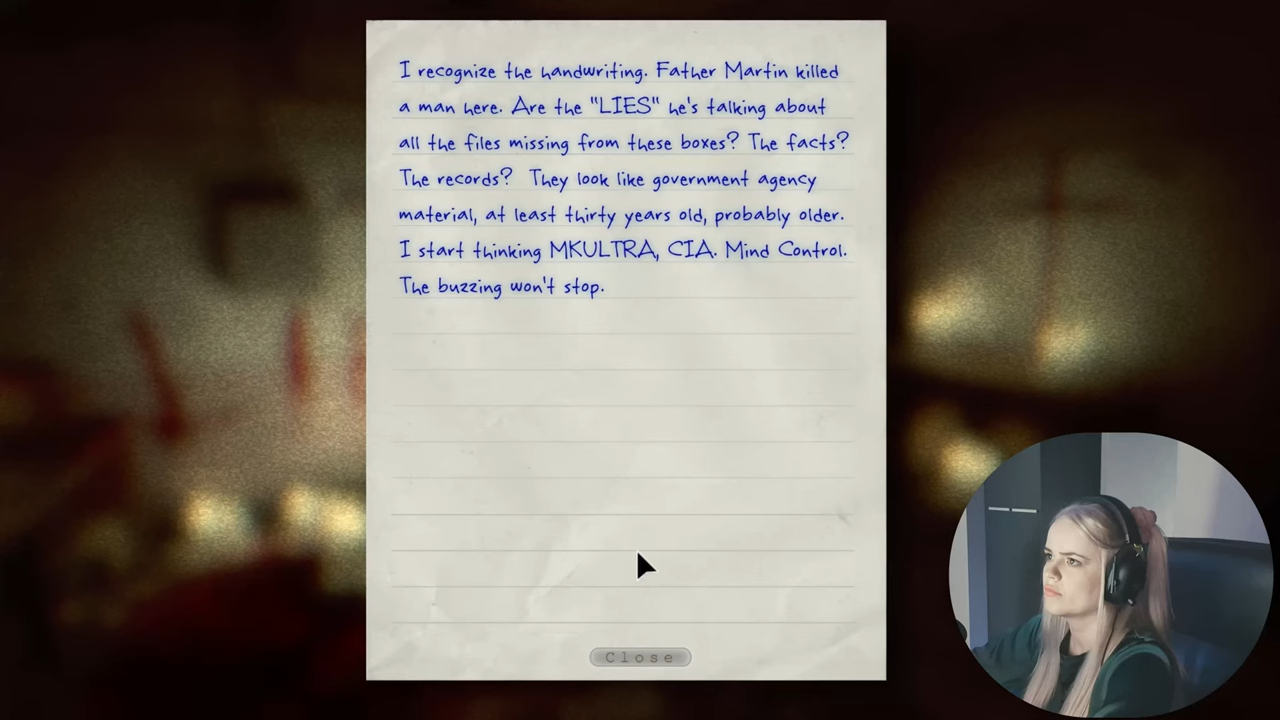 I recognize the handwriting. Father Martin killed
a man here. Are the "LIES" he's talking about
all the files missing from these boxes? The facts?
The records? They look like government agency
material, at least thirty years old, probably older.
I start thinking MKULTRA, CIA. Mind Control.
The buzzing won't stop.
Close